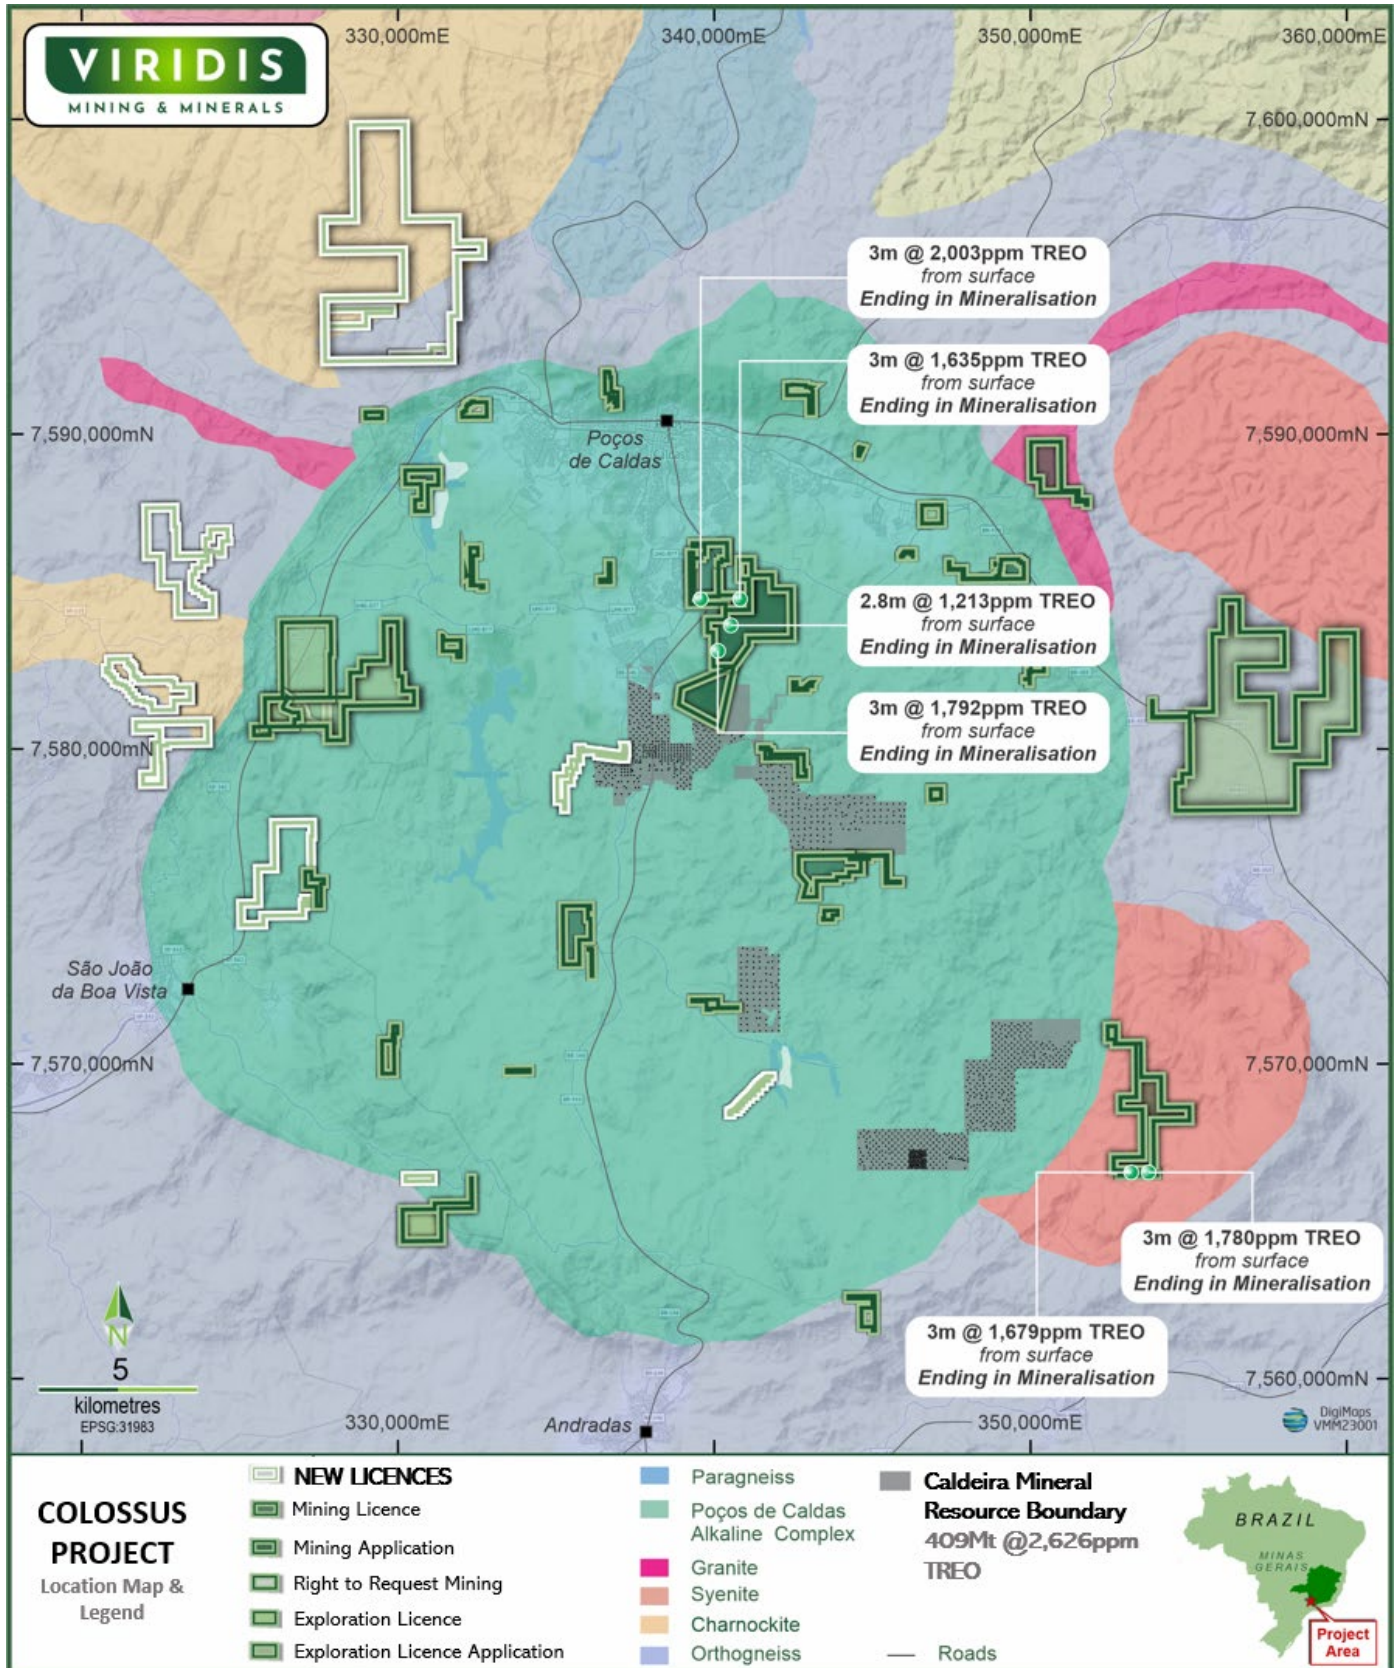 VIRIDIS
MINING & MINERALS
330,000mE
340,000mE
350,000mE
360,000mE
7,600,000mN
3m @ 2,003ppm TREO
from surface
Ending in Mineralisation
3m @ 1,635ppm TREO
from surface
Ending in Mineralisation
7,590,000mN
7,590,000mN
Poços
de Caldas
2.8m @ 1,213ppm TREO
from surface
Ending in Mineralisation
3m @ 1,792ppm TREO
from surface
Ending in Mineralisation
7,580,000mN
São João
da Boa Vista
7,570,000mN
7,570,000mN
3m @ 1,780ppm TREO
from surface
Ending in Mineralisation
3m @ 1,679ppm TREO
from surface
Ending in Mineralisation
N
5
kilometres
EPSG:31983
7,560,000mN
330,000mE
Andradas
350,000mE
DigiMaps
VMM23001
COLOSSUS
PROJECT
Location Map &
Legend
NEW LICENCES
Mining Licence
Mining Application
Right to Request Mining
Exploration Licence
Exploration Licence Application
Paragneiss
Poços de Caldas
Alkaline Complex
Granite
Syenite
Charnockite
Orthogneiss
Caldeira Mineral
Resource Boundary
409Mt @2,626ppm
TREO
Roads
BRAZIL
MINAS
GERAIS
Project
Area